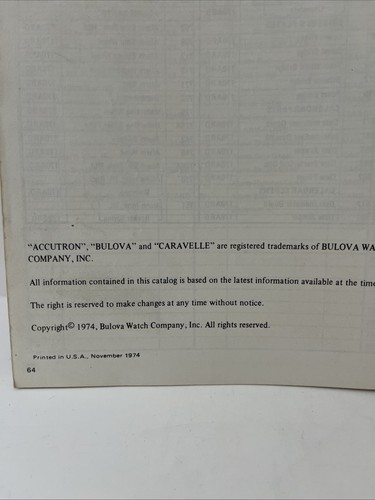 "ACCUTRON", "BULOVA" and "CARAVELLE" are registered trademarks of BULOVA WA
COMPANY, INC.
All information contained in this catalog is based on the latest information available at the time
The right is reserved to make changes at any time without notice.
Copyright© 1974, Bulova Watch Company, Inc. All rights reserved.
Printed in U.S.A., November 1974
64